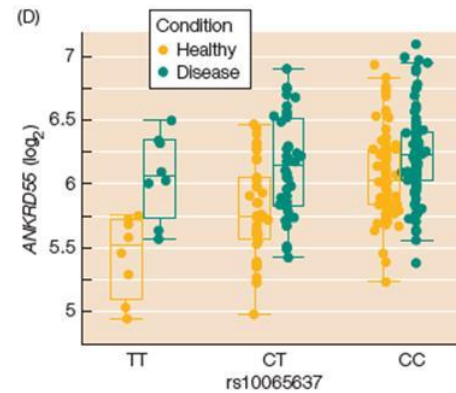 (D)
Condition
Healthy
Disease
7
6.5
6
5.5
5
ANKRD55 (log2)
TT
CT
CC
rs10065637